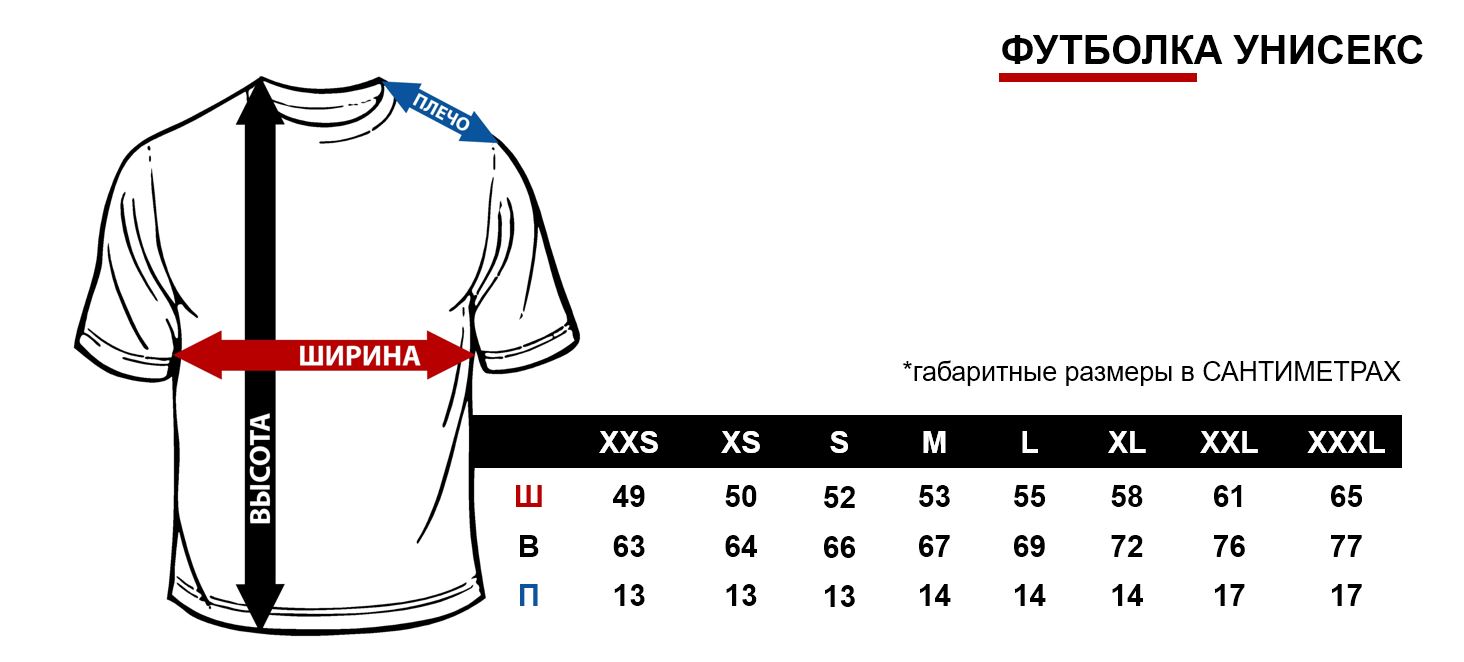 ФУТБОЛКА УНИСЕКС
ПЛЕЧО
ШИРИНА
ВЫСОТА
*габаритные размеры в САНТИМЕТРАХ
XXS XS S M L XL XXL XXXL
Ш 49 50 52 53 55 58 61 65
В 63 64 66 67 69 72 76 77
П 13 13 13 14 14 14 17 17